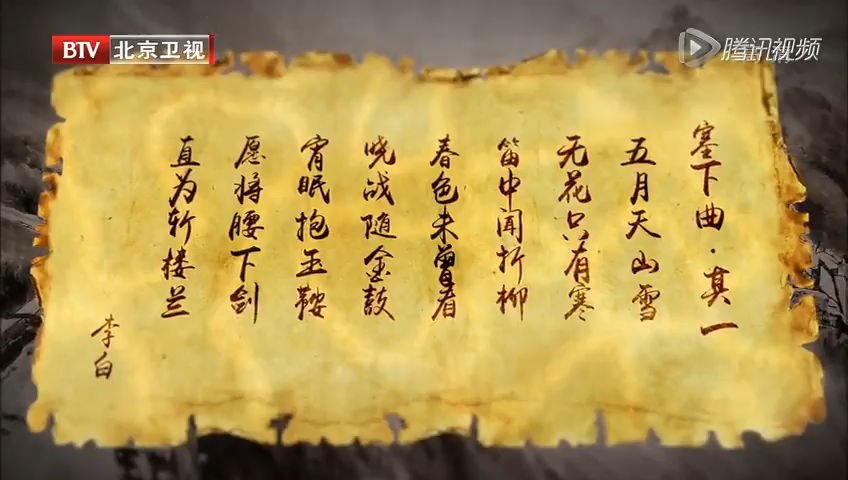 BTV 北京卫视
腾讯视频
塞下曲·其一
五月天山雪
无花只有寒
笛中闻折柳
春色未曾看
晓战随金鼓
宵眠抱玉鞍
愿将腰下剑
直为斩楼兰
李白